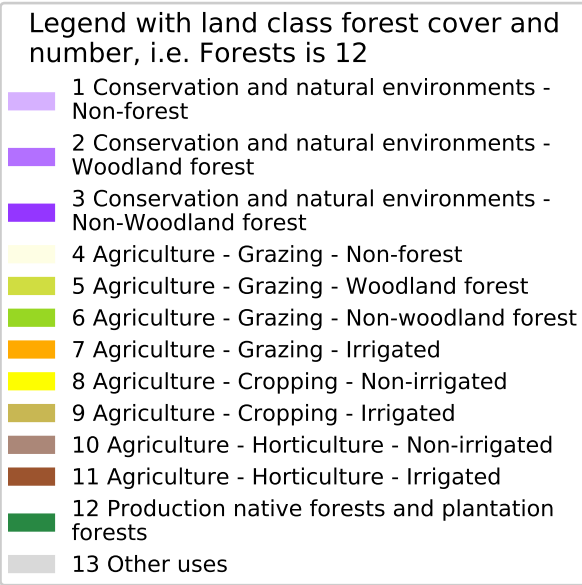 Legend with land class forest cover and
number, i.e. Forests is 12
1 Conservation and natural environments -
Non-forest
2 Conservation and natural environments -
Woodland forest
3 Conservation and natural environments -
Non-Woodland forest
4 Agriculture - Grazing - Non-forest
5 Agriculture - Grazing - Woodland forest
6 Agriculture - Grazing - Non-woodland forest
7 Agriculture - Grazing - Irrigated
8 Agriculture - Cropping - Non-irrigated
9 Agriculture - Cropping - Irrigated
10 Agriculture - Horticulture - Non-irrigated
11 Agriculture - Horticulture - Irrigated
12 Production native forests and plantation
forests
13 Other uses